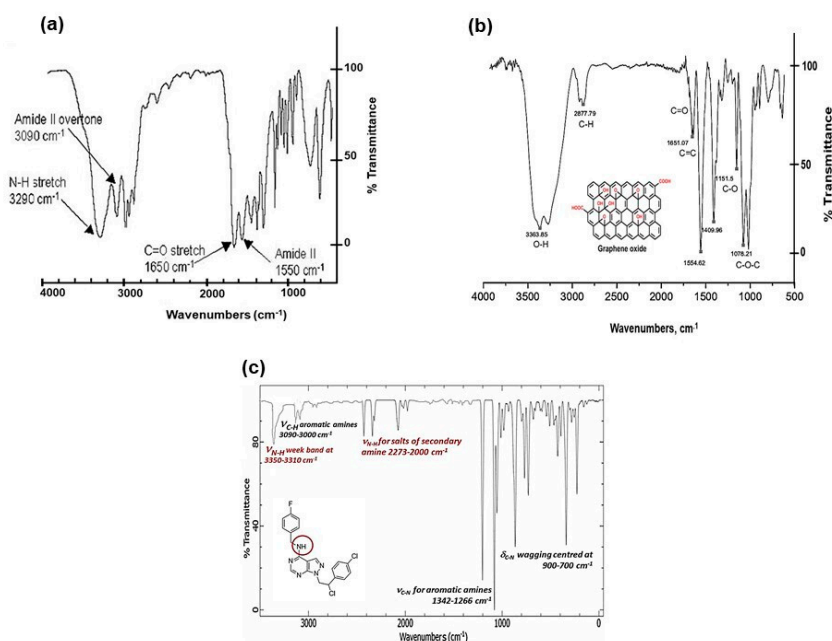 (a)
Amide II overtone
3090 cm⁻¹
N-H stretch
3290 cm⁻¹
C=O stretch
1650 cm⁻¹
Amide II
1550 cm⁻¹
100
50
0
% Transmittance
4000 3000 2000 1000
Wavenumbers (cm⁻¹)
(b)
2877.79
C-H
C=O
1651.07
C=C
1151.5
C-O
3363.85
O-H
1409.96
1554.62
1078.21
C-O-C
HOOC
COOH
OH
O
Graphene oxide
100
50
0
% Transmittance
4000 3500 3000 2500 2000 1500 1000 500
Wavenumbers, cm⁻¹
(c)
νC-H aromatic amines
3090-3000 cm⁻¹
νN-H week band at
3350-3310 cm⁻¹
νN-H for salts of secondary
amine 2273-2000 cm⁻¹
F
NH
N
N
N
N
Cl
Cl
δC-N wagging centred at
900-700 cm⁻¹
νC-N for aromatic amines
1342-1266 cm⁻¹
80
40
0
% Transmittance
3000 2000 1000 0
Wavenumbers (cm⁻¹)